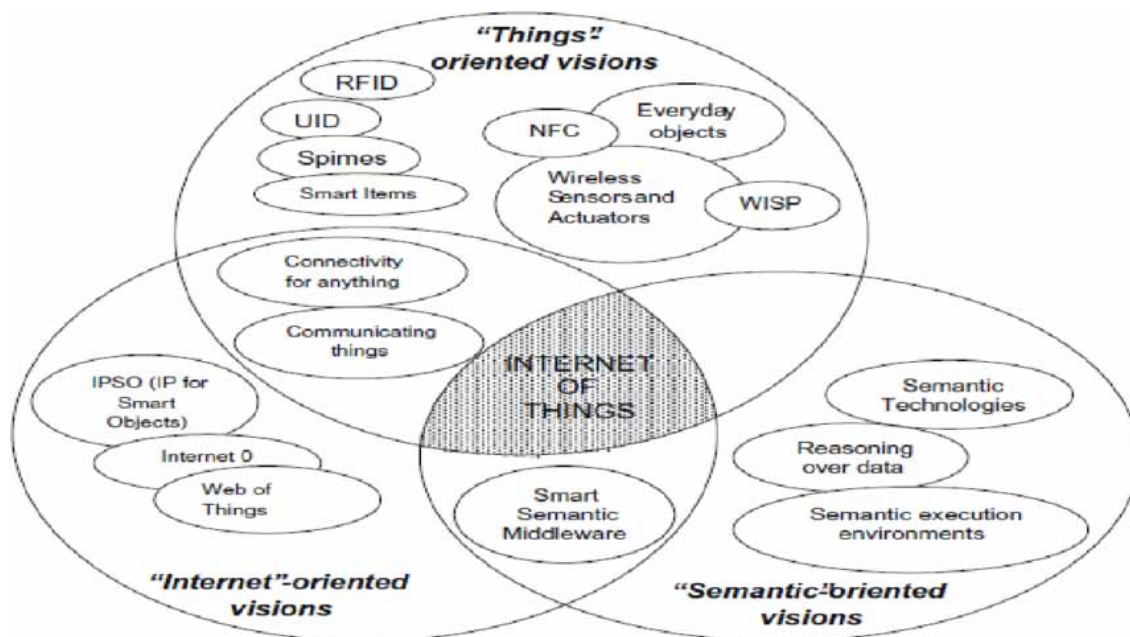 “Things”-
oriented visions
RFID
UID
Spimes
Smart Items
Everyday
objects
NFC
Wireless
Sensors and
Actuators
WISP
Connectivity
for anything
Communicating
things
INTERNET
OF
THINGS
IPSO (IP for
Smart
Objects)
Internet 0
Web of
Things
Semantic
Technologies
Reasoning
over data
Semantic execution
environments
Smart
Semantic
Middleware
“Internet”-oriented
visions
“Semantic”-oriented
visions